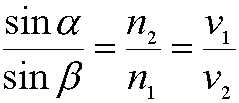 sin α / sin β = n₂ / n₁ = v₁ / v₂